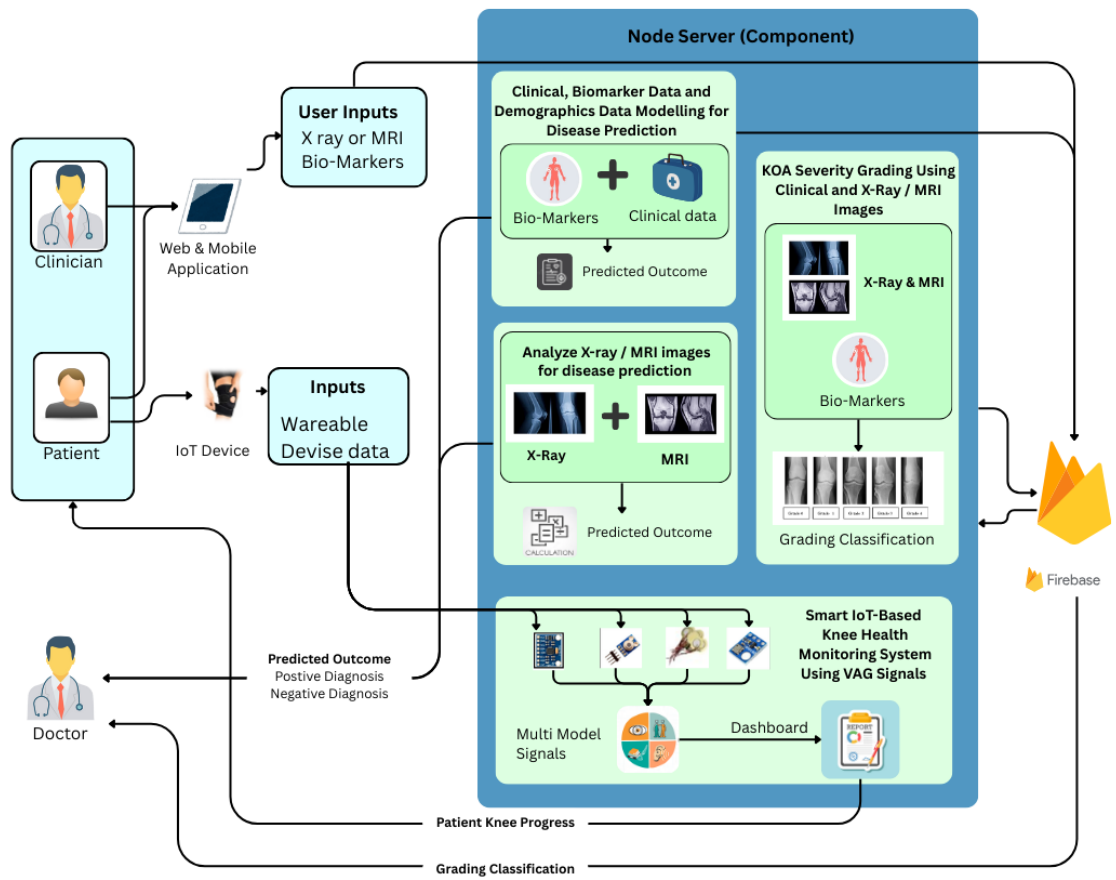 Node Server (Component)
User Inputs
X ray or MRI
Bio-Markers
Clinical, Biomarker Data and
Demographics Data Modelling for
Disease Prediction
Bio-Markers
Clinical data
Predicted Outcome
KOA Severity Grading Using
Clinical and X-Ray / MRI
Images
X-Ray & MRI
Bio-Markers
Grading Classification
Clinician
Web & Mobile
Application
Patient
IoT Device
Inputs
Wareable
Devise data
Analyze X-ray / MRI images
for disease prediction
X-Ray
MRI
CALCULATION
Predicted Outcome
Firebase
Smart IoT-Based
Knee Health
Monitoring System
Using VAG Signals
Multi Model
Signals
Dashboard
REPORT
Predicted Outcome
Postive Diagnosis
Negative Diagnosis
Doctor
Patient Knee Progress
Grading Classification